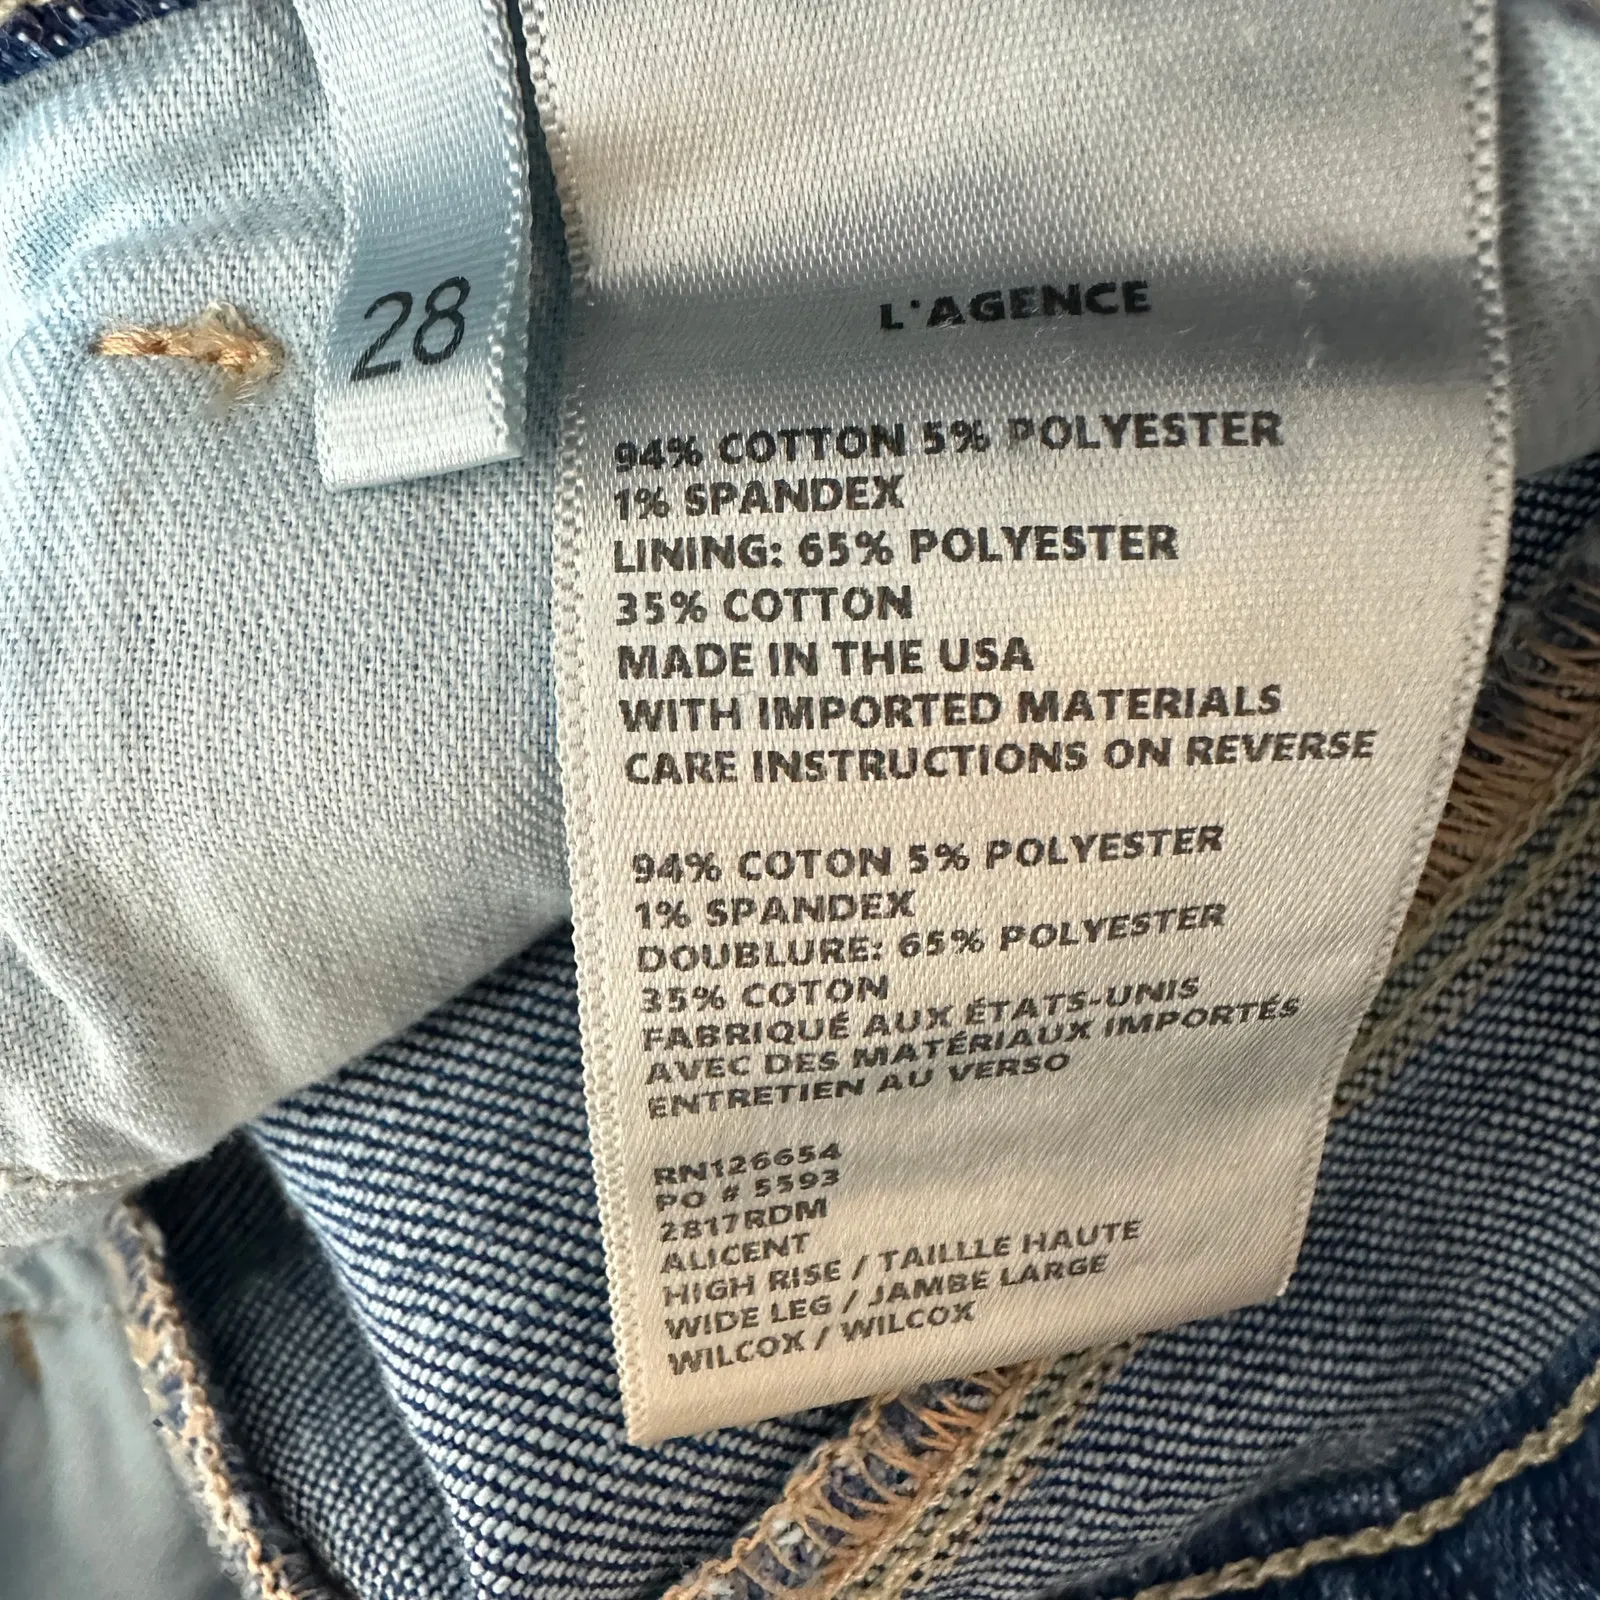 28
L'AGENCE
94% COTTON 5% POLYESTER
1% SPANDEX
LINING: 65% POLYESTER
35% COTTON
MADE IN THE USA
WITH IMPORTED MATERIALS
CARE INSTRUCTIONS ON REVERSE
94% COTON 5% POLYESTER
1% SPANDEX
DOUBLURE: 65% POLYESTER
35% COTON
FABRIQUÉ AUX ÉTATS-UNIS
AVEC DES MATÉRIAUX IMPORTÉS
ENTRETIEN AU VERSO
RN126654
PO # 5593
2817RDM
ALICENT
HIGH RISE / TAILLLE HAUTE
WIDE LEG / JAMBE LARGE
WILCOX / WILCOX